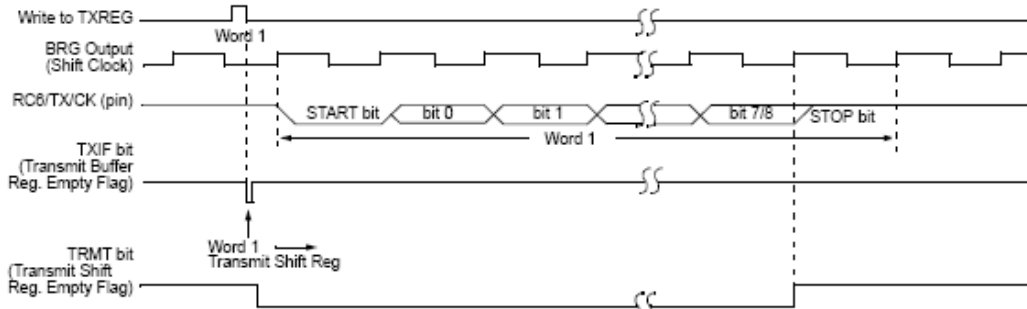 Write to TXREG
Word 1
BRG Output
(Shift Clock)
RC6/TX/CK (pin)
START bit
bit 0
bit 1
bit 7/8
STOP bit
Word 1
TXIF bit
(Transmit Buffer
Reg. Empty Flag)
Word 1
Transmit Shift Reg
TRMT bit
(Transmit Shift
Reg. Empty Flag)